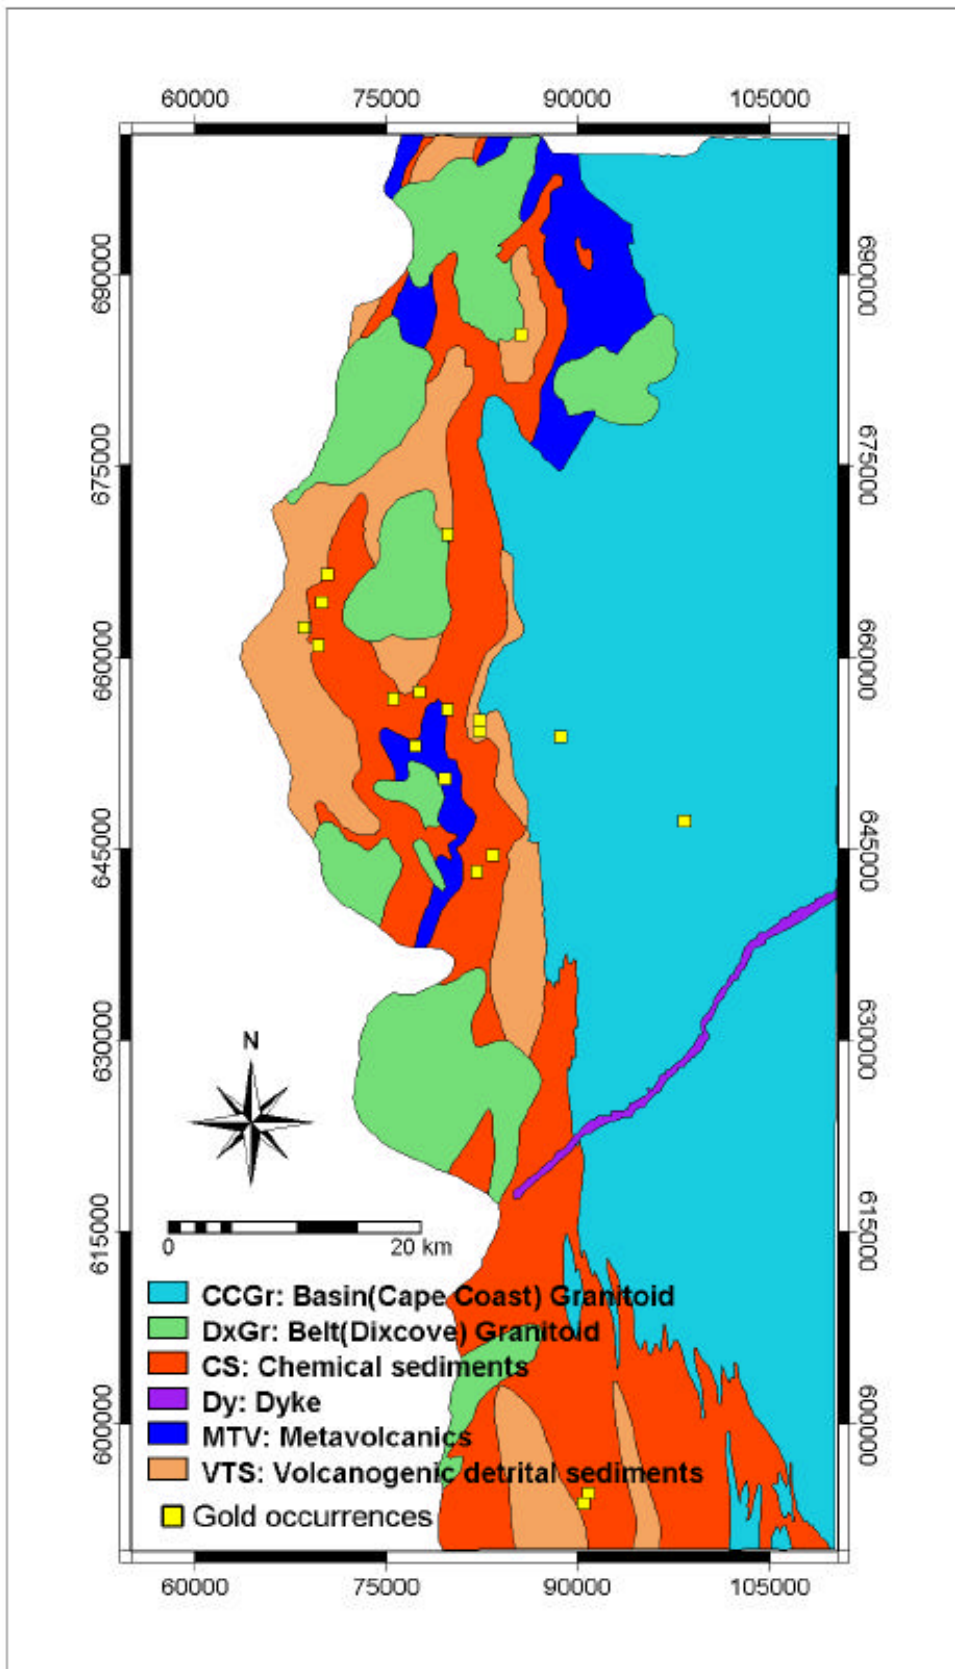 60000 75000 90000 105000
690000 690000
675000 675000
660000 660000
645000 645000
630000 630000
N
615000 615000
0 20 km
CCGr: Basin(Cape Coast) Granitoid
DxGr: Belt(Dixcove) Granitoid
CS: Chemical sediments
Dy: Dyke
600000 600000
MTV: Metavolcanics
VTS: Volcanogenic detrital sediments
Gold occurrences
60000 75000 90000 105000